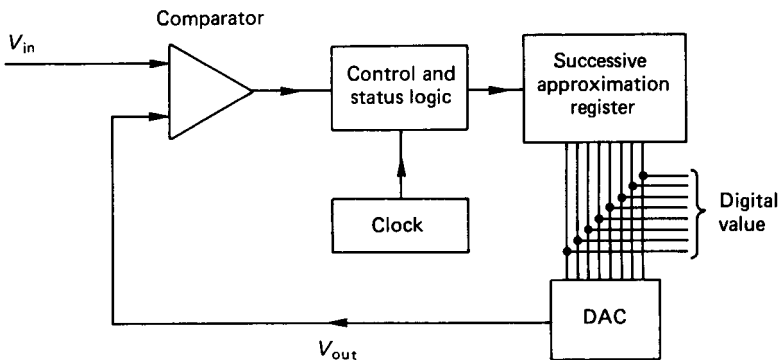 Comparator
V_in
Control and
status logic
Successive
approximation
register
Clock
Digital
value
DAC
V_out